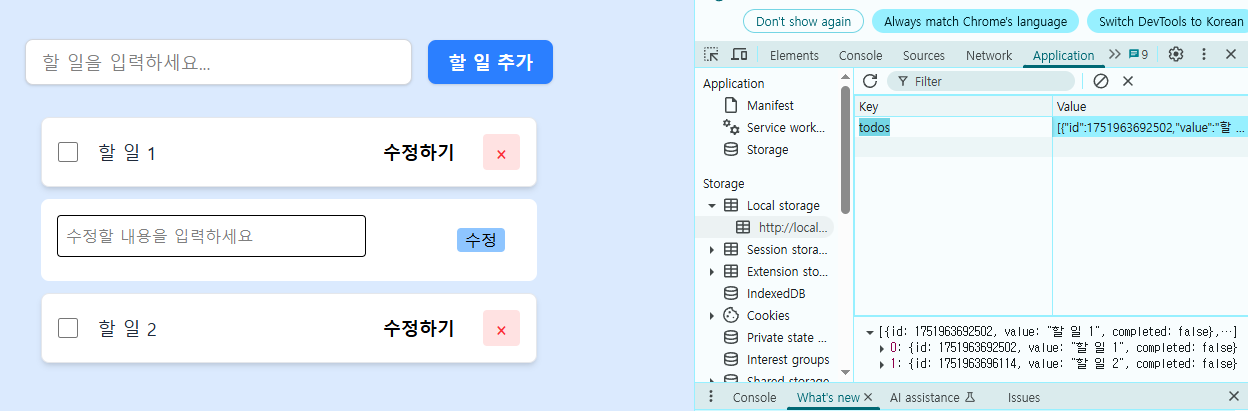 할 일을 입력하세요...
할 일 추가
할 일 1
수정하기
×
수정할 내용을 입력하세요
수정
할 일 2
수정하기
×
Don't show again
Always match Chrome's language
Switch DevTools to Korean
Elements
Console
Sources
Network
Application
9
Application
Manifest
Service work...
Storage
Storage
Local storage
http://local...
Session stora...
Extension sto...
IndexedDB
Cookies
Private state ...
Interest groups
Shared storage
Filter
Key
Value
todos
[{"id":1751963692502,"value":"할 ...
[{id: 1751963692502, value: "할 일 1", completed: false},…]
0: {id: 1751963692502, value: "할 일 1", completed: false}
1: {id: 1751963696114, value: "할 일 2", completed: false}
Console
What's new
AI assistance
Issues